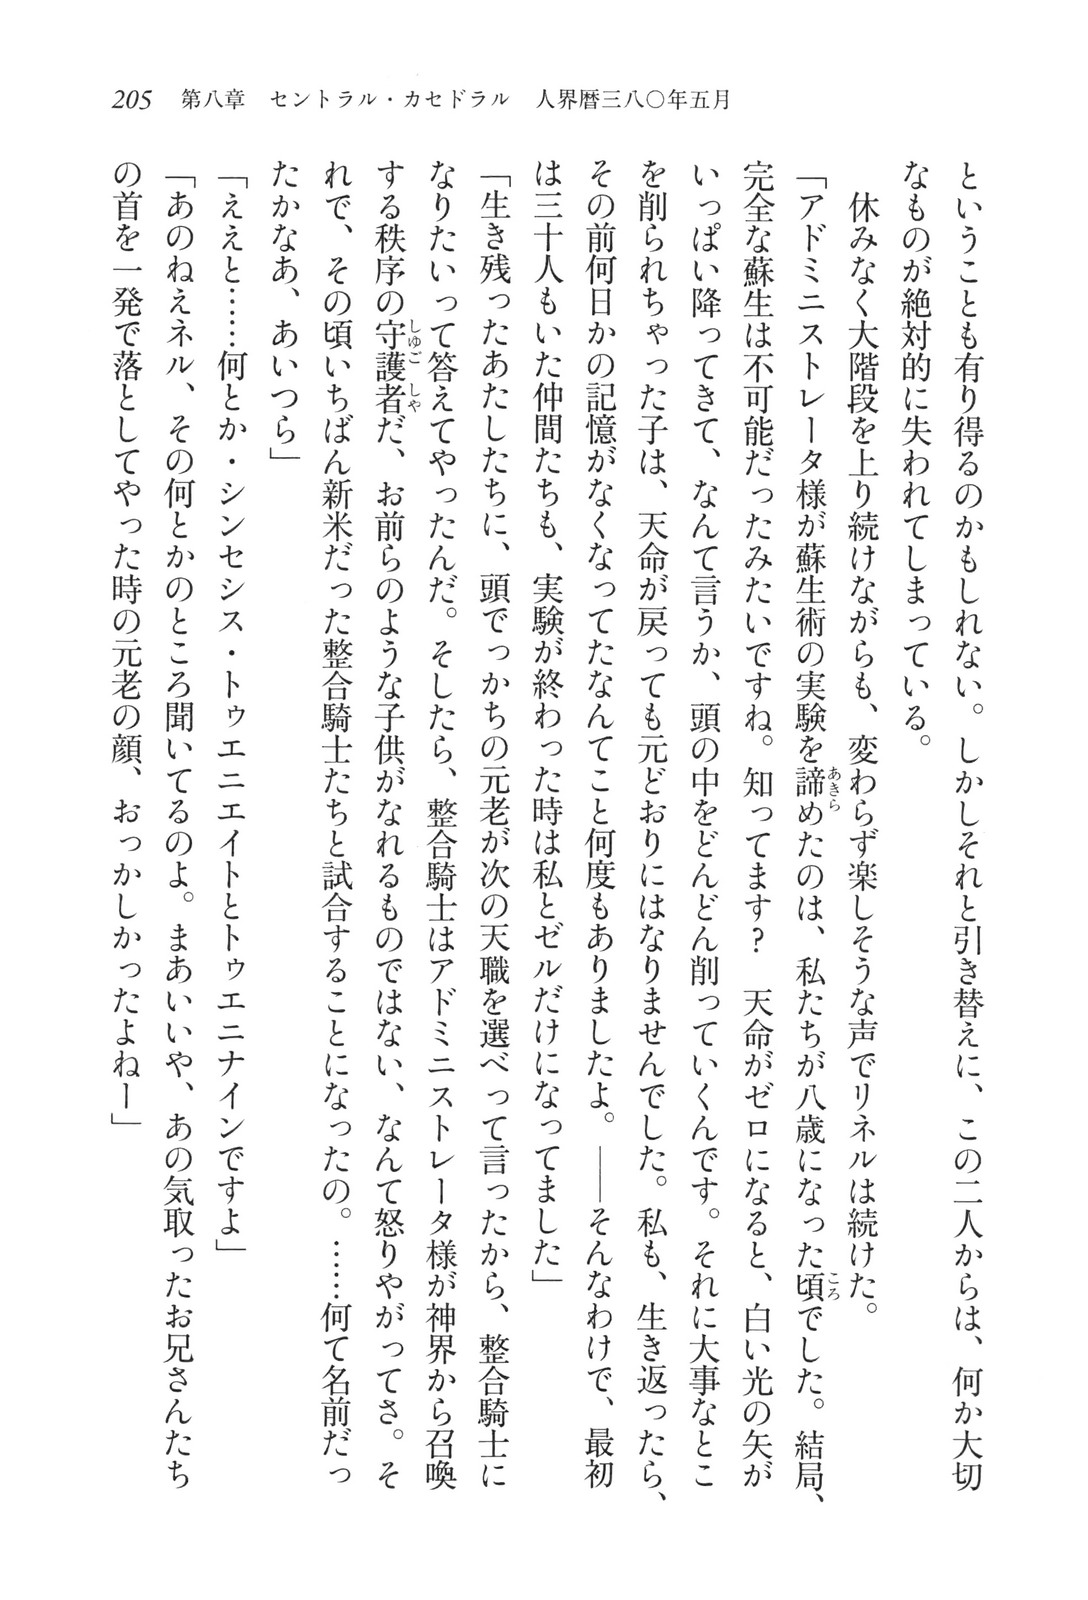 205　第八章　セントラル・カセドラル　人界暦三八〇年五月
ということも有り得るのかもしれない。しかしそれと引き替えに、この二人からは、何か大切
なものが絶対的に失われてしまっている。
　休みなく大階段を上り続けながらも、変わらず楽しそうな声でリネルは続けた。
「アドミニストレータ様が蘇生術の実験を諦めたのは、私たちが八歳になった頃でした。結局、
完全な蘇生は不可能だったみたいですね。知ってます？　天命がゼロになると、白い光の矢が
いっぱい降ってきて、なんて言うか、頭の中をどんどん削っていくんです。それに大事なとこ
を削られちゃった子は、天命が戻っても元どおりにはなりませんでした。私も、生き返ったら、
その前何日かの記憶がなくなってたなんてこと何度もありましたよ。――そんなわけで、最初
は三十人もいた仲間たちも、実験が終わった時は私とゼルだけになってました」
「生き残ったあたしたちに、頭でっかちの元老が次の天職を選べって言ったから、整合騎士に
なりたいって答えてやったんだ。そしたら、整合騎士はアドミニストレータ様が神界から召喚
する秩序の守護者だ、お前らのような子供がなれるものではない、なんて怒りやがってさ。そ
れで、その頃いちばん新米だった整合騎士たちと試合することになったの。……何て名前だっ
たかなあ、あいつら」
「ええと……何とか・シンセシス・トゥエニエイトとトゥエニナインですよ」
「あのねえネル、その何とかのところ聞いてるのよ。まあいいや、あの気取ったお兄さんたち
の首を一発で落としてやった時の元老の顔、おっかしかったよねー」